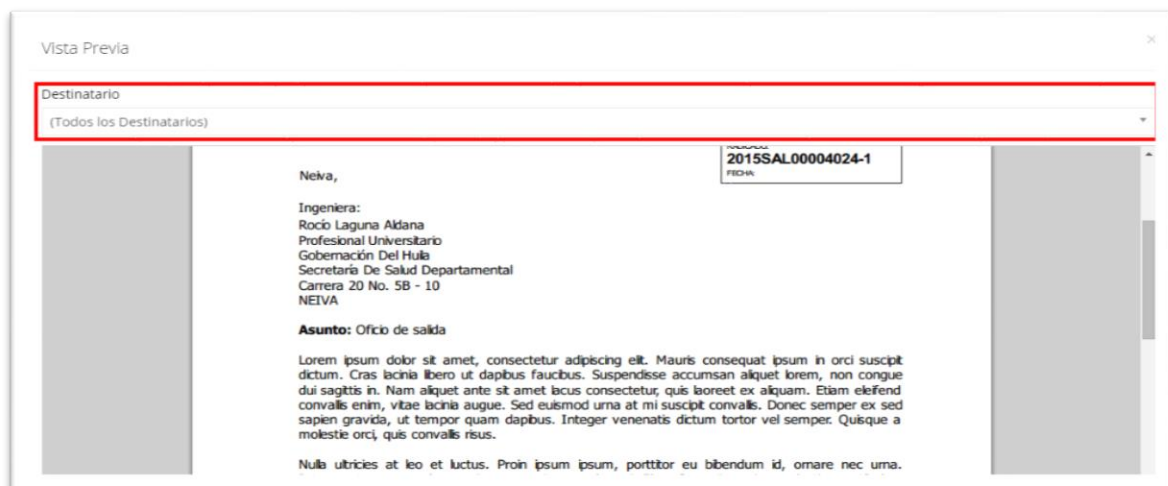 Vista Previa
×
Destinatario
(Todos los Destinatarios)
2015SAL00004024-1
FECHA:
Neiva,
Ingeniera:
Rocío Laguna Aldana
Profesional Universitario
Gobernación Del Huila
Secretaría De Salud Departamental
Carrera 20 No. 5B - 10
NEIVA
Asunto: Oficio de salida
Lorem ipsum dolor sit amet, consectetur adipiscing elit. Mauris consequat ipsum in orci suscipit
dictum. Cras lacinia libero ut dapibus faucibus. Suspendisse accumsan aliquet lorem, non congue
dui sagittis in. Nam aliquet ante sit amet lacus consectetur, quis laoreet ex aliquam. Etiam eleifend
convallis enim, vitae lacinia augue. Sed euismod urna at mi suscipit convallis. Donec semper ex sed
sapien gravida, ut tempor quam dapibus. Integer venenatis dictum tortor vel semper. Quisque a
molestie orci, quis convallis risus.
Nulla ultricies at leo et luctus. Proin ipsum ipsum, porttitor eu bibendum id, ornare nec urna.